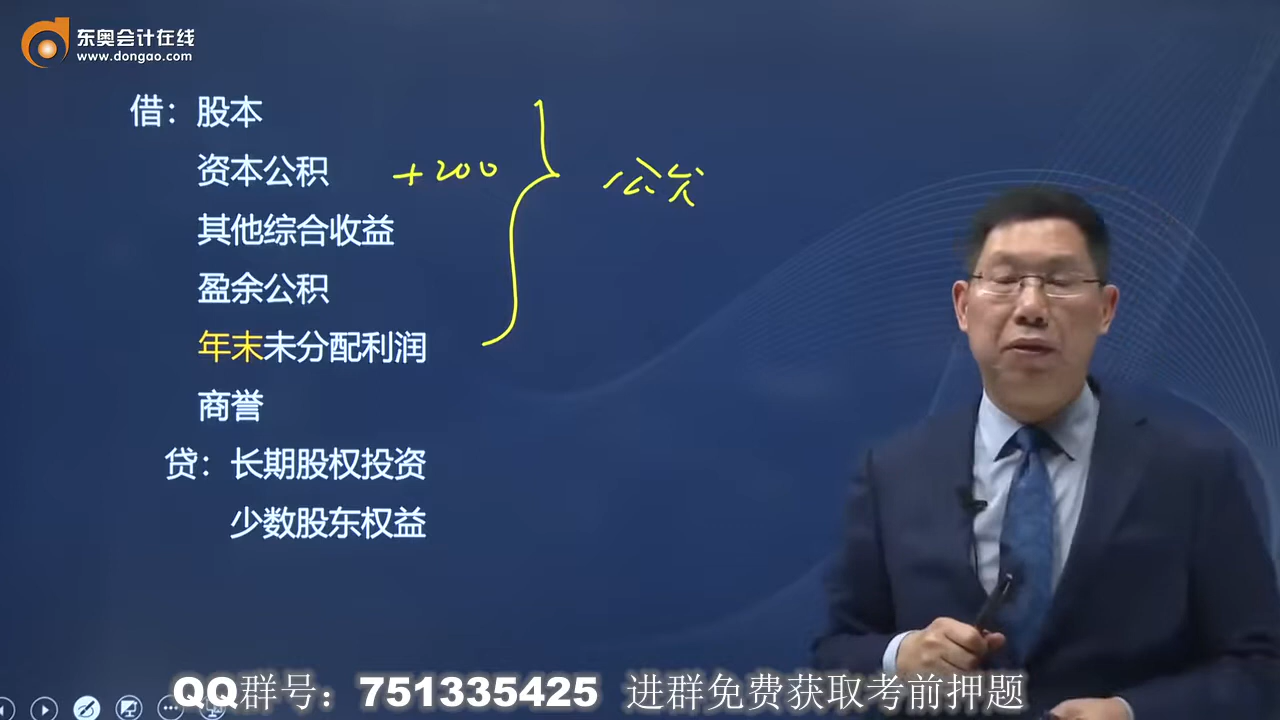 东奥会计在线
www.dongao.com
借：股本
资本公积 +200
其他综合收益
盈余公积
年末未分配利润
商誉
贷：长期股权投资
少数股东权益
QQ群号：751335425 进群免费获取考前押题